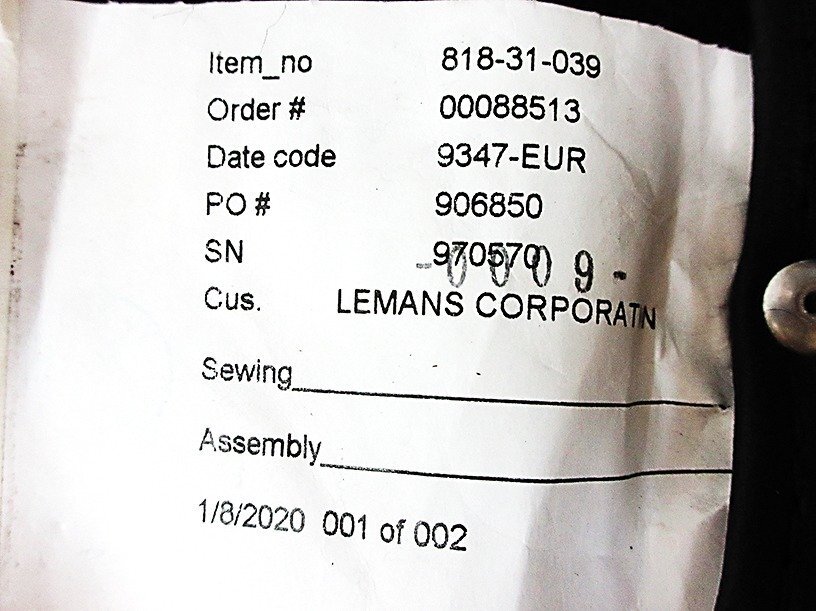 Item_no 818-31-039
Order # 00088513
Date code 9347-EUR
PO # 906850
SN 970570
-0009-
Cus. LEMANS CORPORATN
Sewing
Assembly
1/8/2020 001 of 002